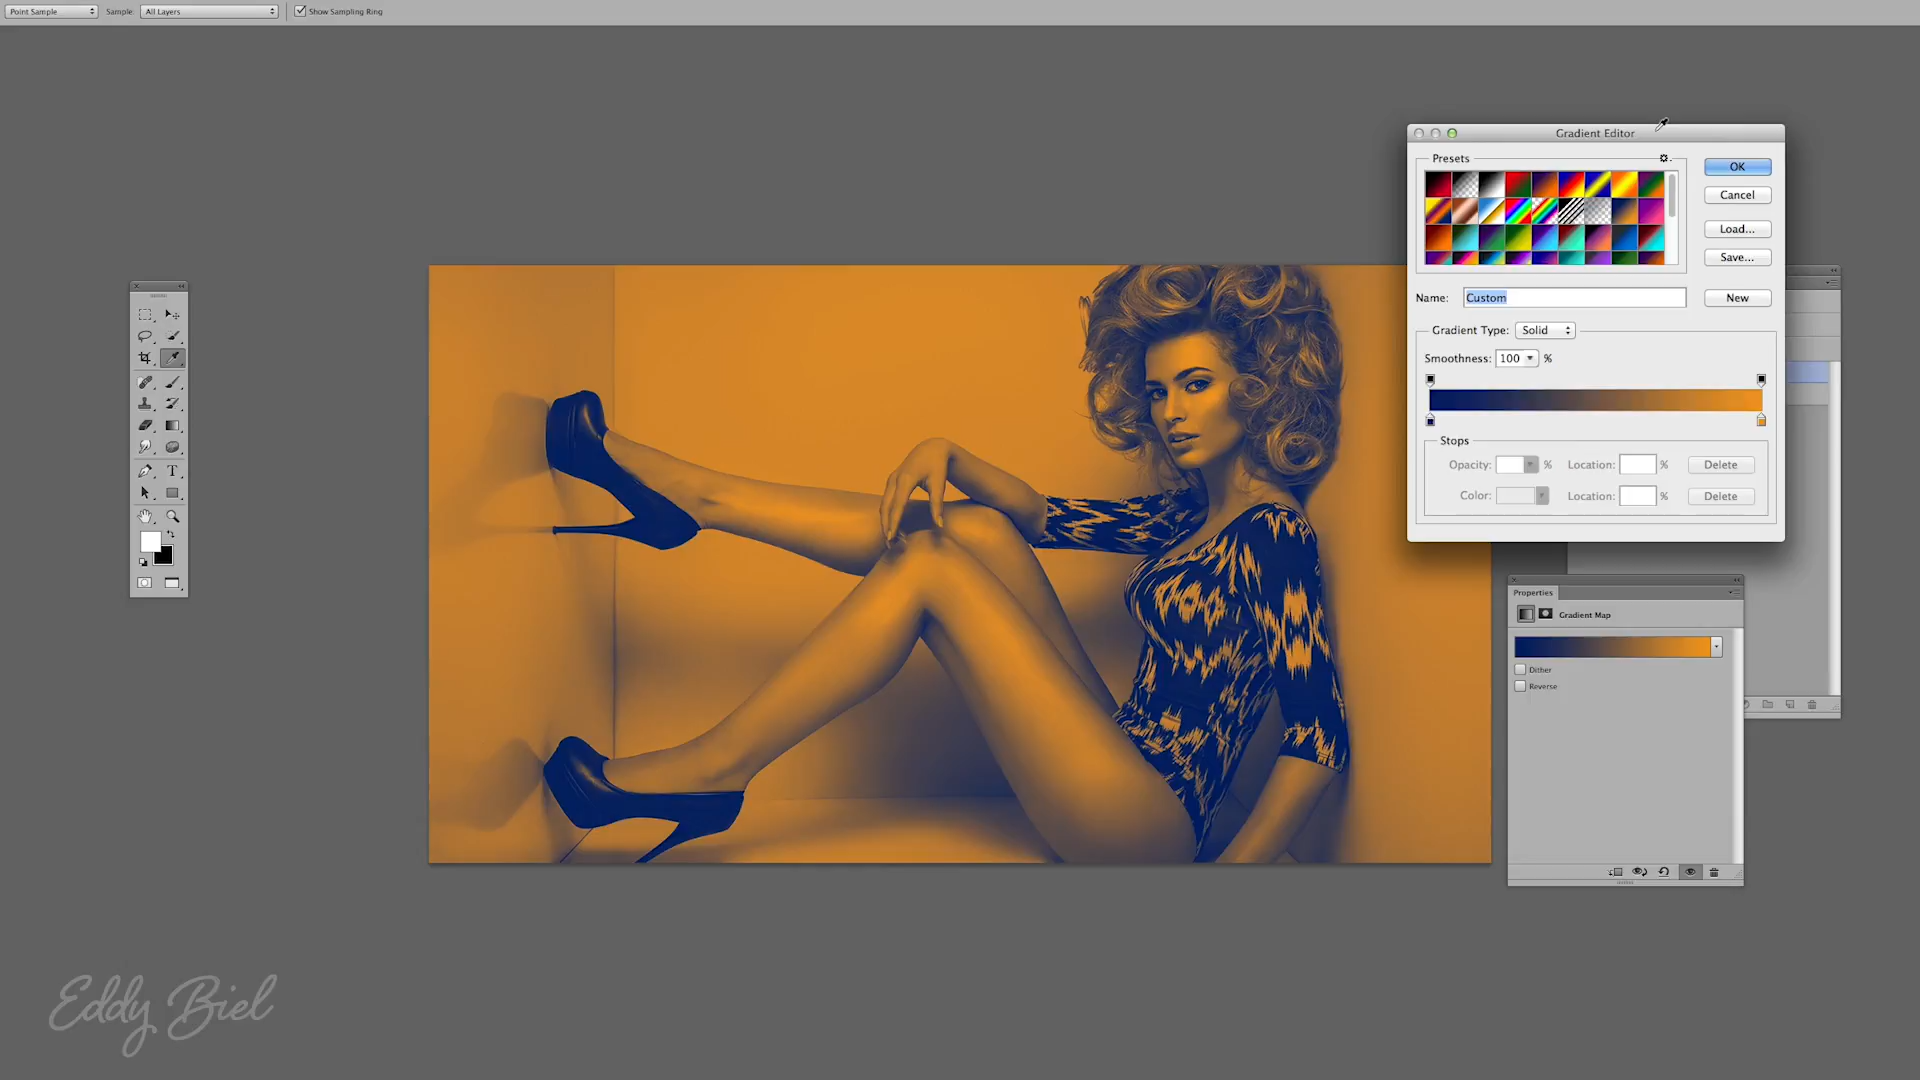 Point Sample Sample: All Layers Show Sampling Ring
Gradient Editor
Presets
OK
Cancel
Load...
Save...
Name: Custom New
Gradient Type: Solid
Smoothness: 100 %
Stops
Opacity: % Location: % Delete
Color: Location: % Delete
Properties
Gradient Map
Dither
Reverse
T
Eddy Biel